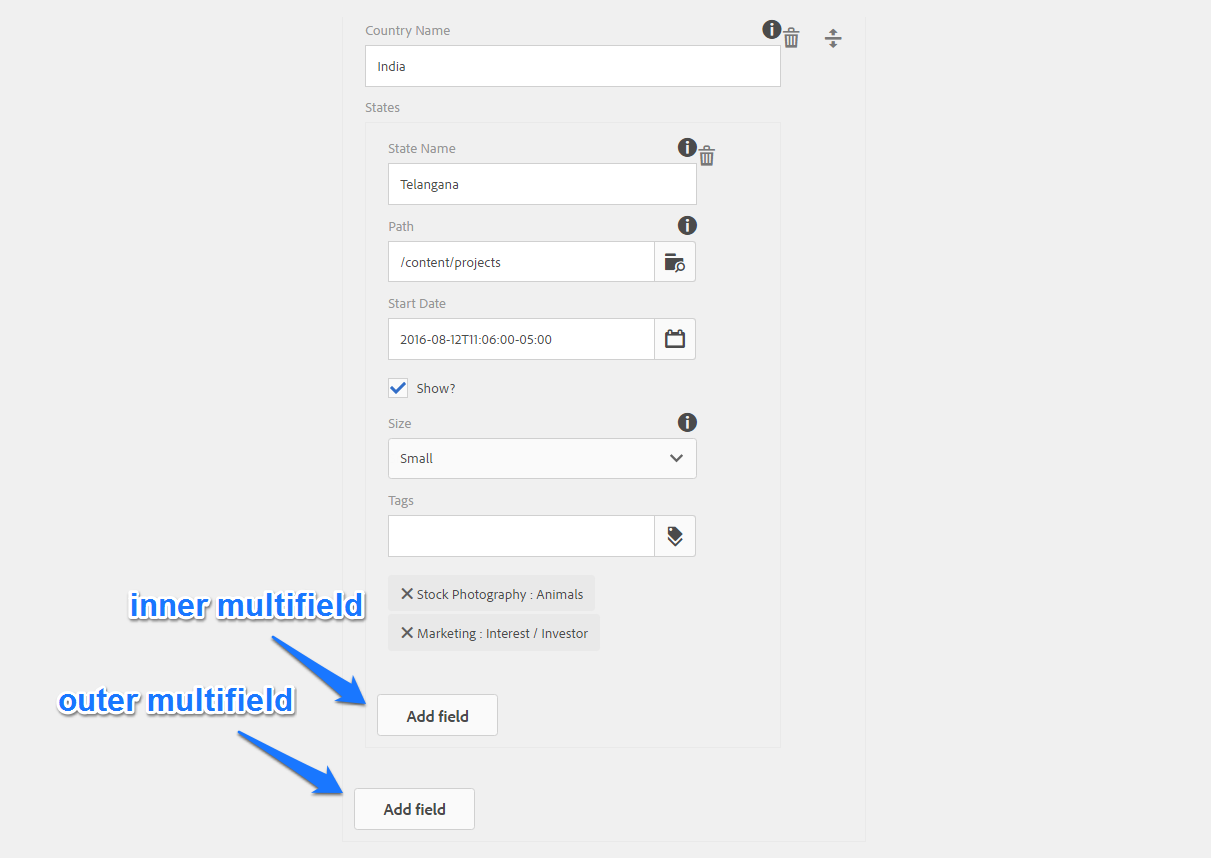 Country Name
India
States
State Name
Telangana
Path
/content/projects
Start Date
2016-08-12T11:06:00-05:00
Show?
Size
Small
Tags
Stock Photography : Animals
inner multifield
Marketing : Interest / Investor
outer multifield
Add field
Add field